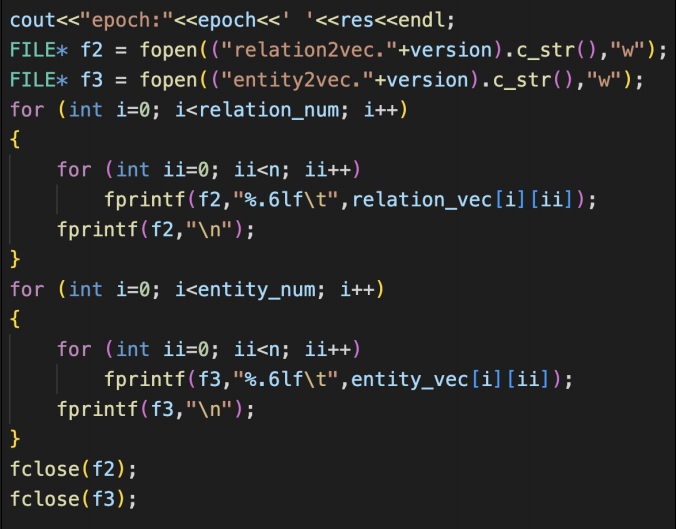 cout<<"epoch:"<<epoch<<' '<<res<<endl;
FILE* f2 = fopen(("relation2vec."+version).c_str(),"w");
FILE* f3 = fopen(("entity2vec."+version).c_str(),"w");
for (int i=0; i<relation_num; i++)
{
    for (int ii=0; ii<n; ii++)
        fprintf(f2,"%.6lf\t",relation_vec[i][ii]);
    fprintf(f2,"\n");
}
for (int i=0; i<entity_num; i++)
{
    for (int ii=0; ii<n; ii++)
        fprintf(f3,"%.6lf\t",entity_vec[i][ii]);
    fprintf(f3,"\n");
}
fclose(f2);
fclose(f3);